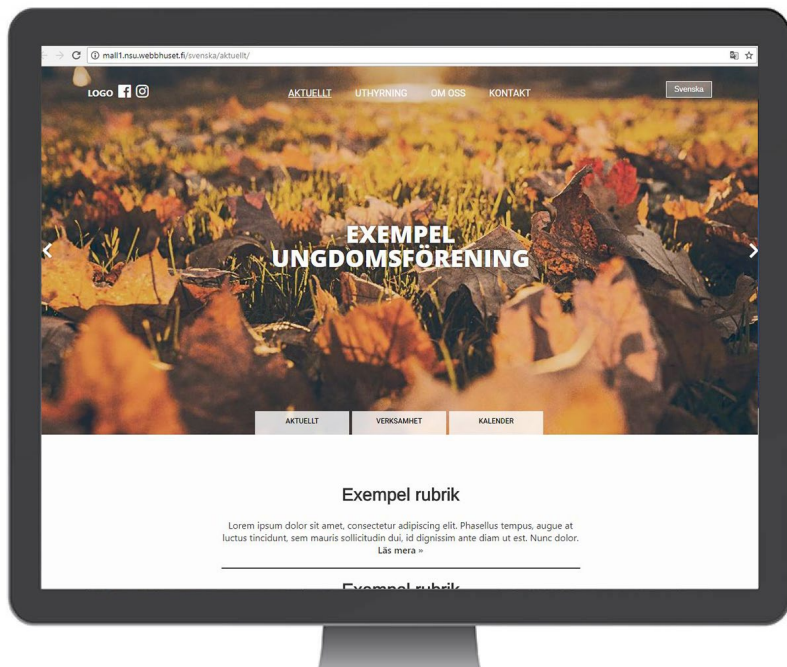 mall1.nsu.webbhuset.fi/svenska/aktuellt/
LOGO
AKTUELLT UTHYRNING OM OSS KONTAKT
Svenska
EXEMPEL
UNGDOMSFÖRENING
AKTUELLT VERKSAMHET KALENDER
Exempel rubrik
Lorem ipsum dolor sit amet, consectetur adipiscing elit. Phasellus tempus, augue at
luctus tincidunt, sem mauris sollicitudin dui, id dignissim ante diam ut est. Nunc dolor.
Läs mera »
Exempel rubrik